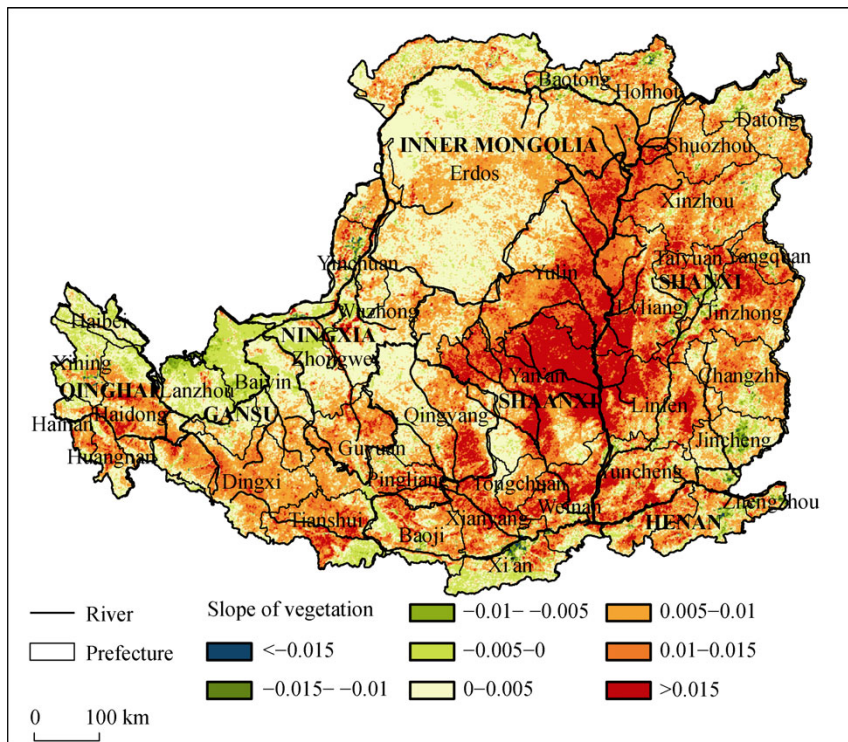 Baotong
Hohhot
Datong
INNER MONGOLIA
Shuozhou
Erdos
Xinzhou
Yinchuan
Taiyuan
Yangquan
Yulin
SHANXI
Wuzhong
Lvliang
Jinzhong
Haibei
NINGXIA
Zhongwei
13
Xining
QINGHAI
Lanzhou
Baiyin
Yan'an
Changzhi
Hainan
Haidong
GANSU
Qingyang
SHAANXI
Linfen
Huangnan
Guyuan
Jincheng
Dingxi
Pingliang
Tongchuan
Yuncheng
Zhengzhou
Tianshui
Xianyang
Weinan
HENAN
Baoji
Xi'an
River
Prefecture
0 100 km
Slope of vegetation
<−0.015
−0.015− −0.01
−0.01− −0.005
−0.005−0
0−0.005
0.005−0.01
0.01−0.015
>0.015